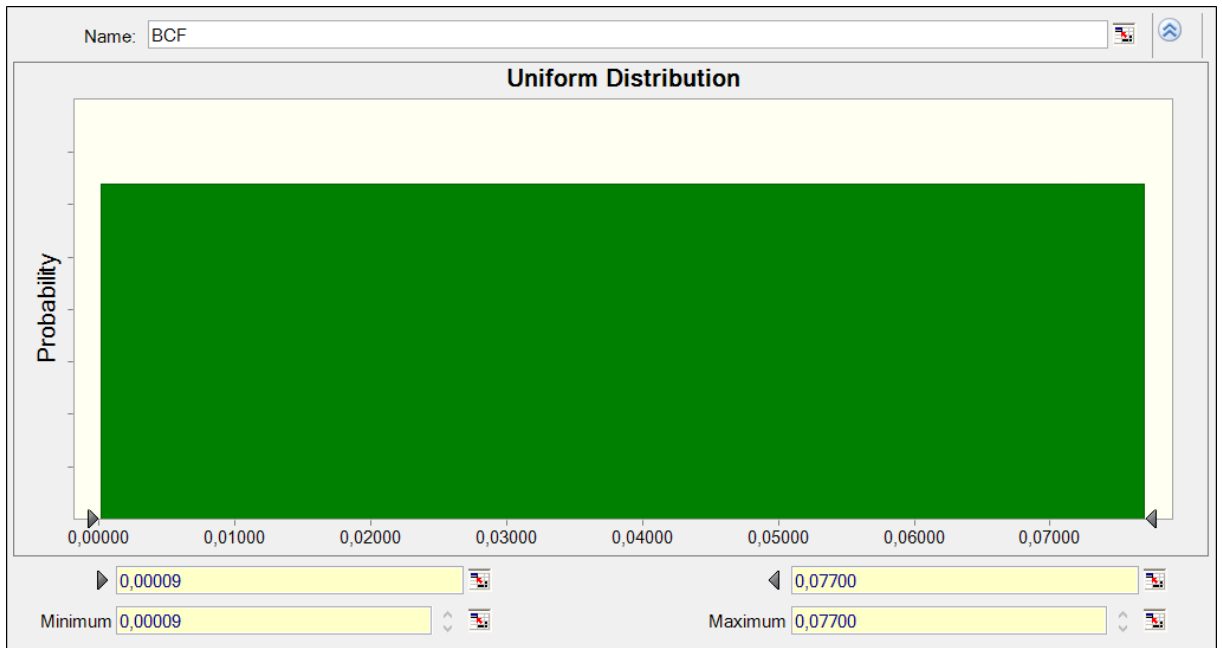 Name: BCF
Uniform Distribution
Probability
0,00000 0,01000 0,02000 0,03000 0,04000 0,05000 0,06000 0,07000
0,00009 0,07700
Minimum 0,00009 Maximum 0,07700